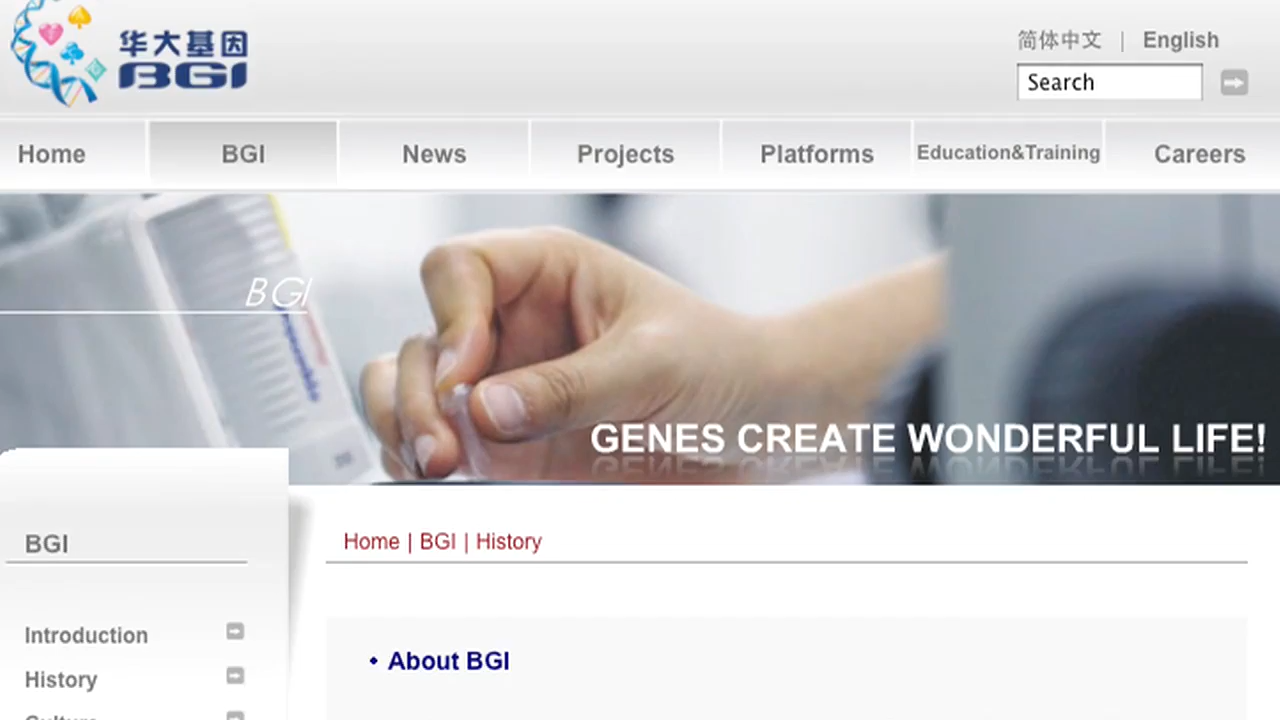 华大基因
BGI
简体中文 | English
Search
Home
BGI
News
Projects
Platforms
Education&Training
Careers
BGI
GENES CREATE WONDERFUL LIFE!
BGI
Home | BGI | History
Introduction
• About BGI
History
Culture